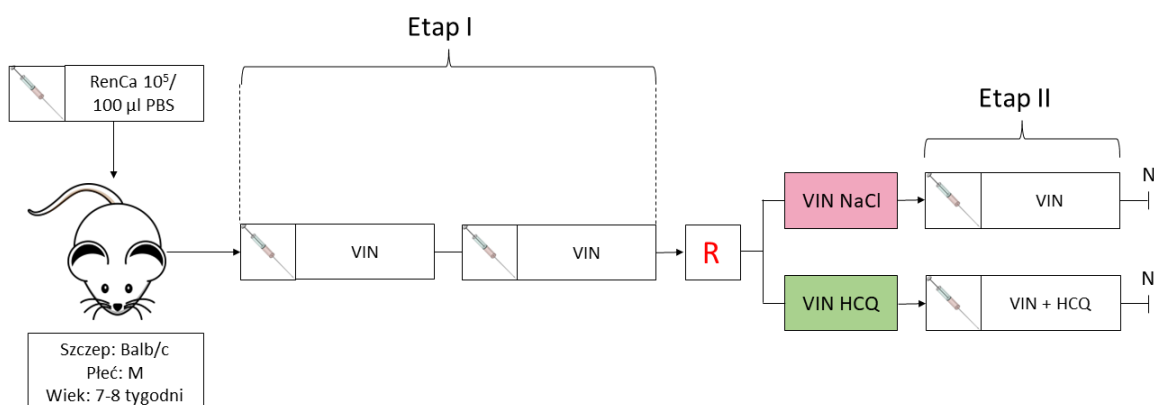 Etap I
RenCa 10⁵/
100 µl PBS
Etap II
VIN NaCl
VIN
N
VIN
VIN
R
VIN HCQ
VIN + HCQ
N
Szczep: Balb/c
Płeć: M
Wiek: 7-8 tygodni